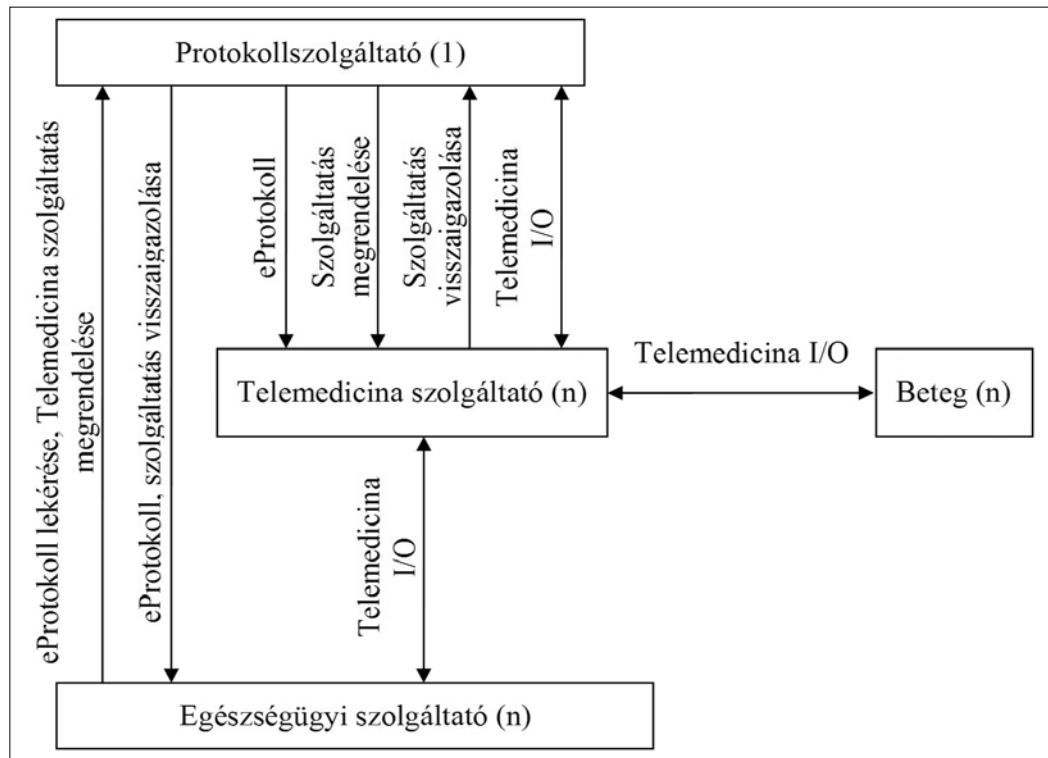 Protokollszolgáltató (1)
eProtokoll lekérése, Telemedicina szolgáltatás
megrendelése
eProtokoll, szolgáltatás visszaigazolása
eProtokoll
Szolgáltatás
megrendelése
Szolgáltatás
visszaigazolása
Telemedicina
I/O
Telemedicina szolgáltató (n)
Telemedicina I/O
Beteg (n)
Telemedicina
I/O
Egészségügyi szolgáltató (n)